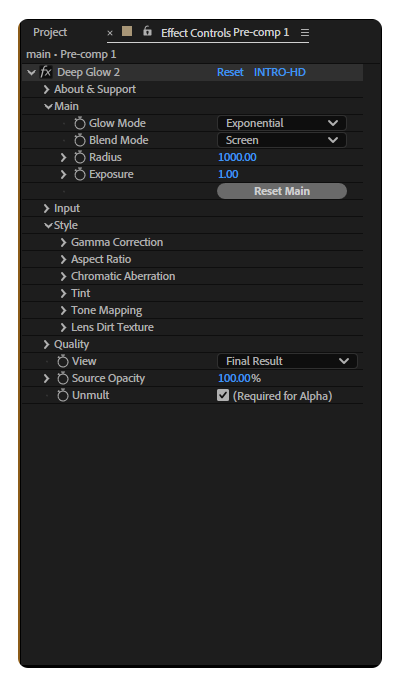 Project × Effect Controls Pre-comp 1 ☰
main - Pre-comp 1
fx Deep Glow 2 Reset INTRO-HD
About & Support
Main
Glow Mode Exponential
Blend Mode Screen
Radius 1000.00
Exposure 1.00
Reset Main
Input
Style
Gamma Correction
Aspect Ratio
Chromatic Aberration
Tint
Tone Mapping
Lens Dirt Texture
Quality
View Final Result
Source Opacity 100.00%
Unmult (Required for Alpha)